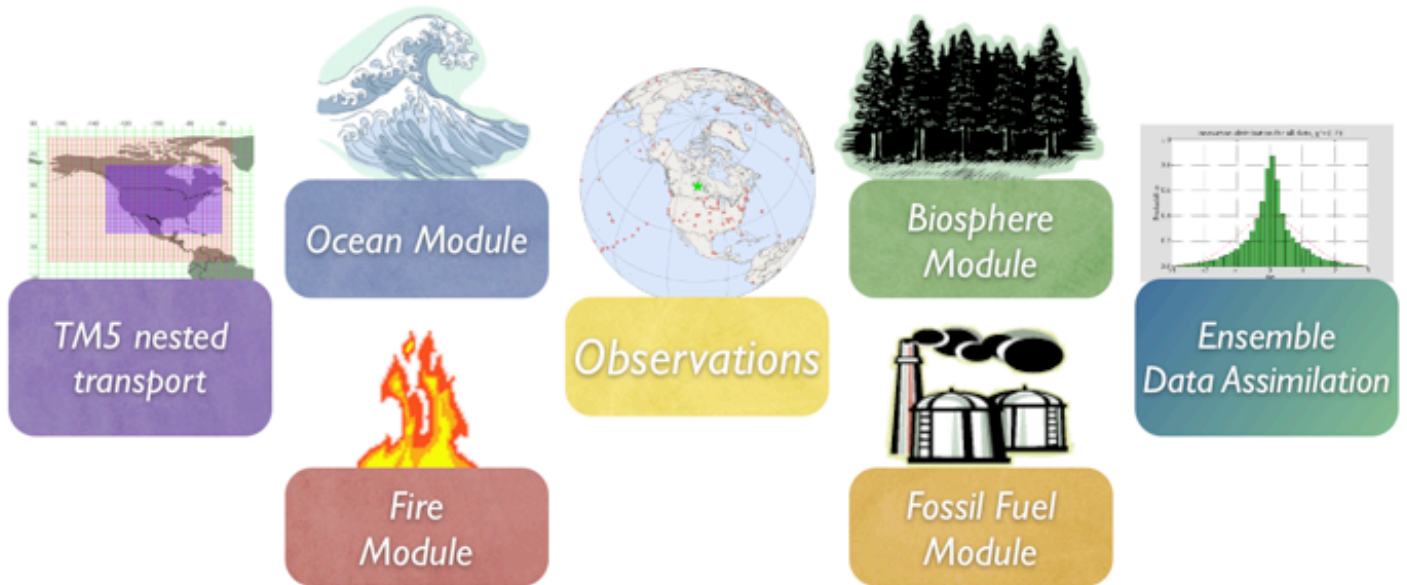 TM5 nested
transport
Ocean Module
Fire
Module
Observations
Biosphere
Module
Fossil Fuel
Module
Ensemble
Data Assimilation